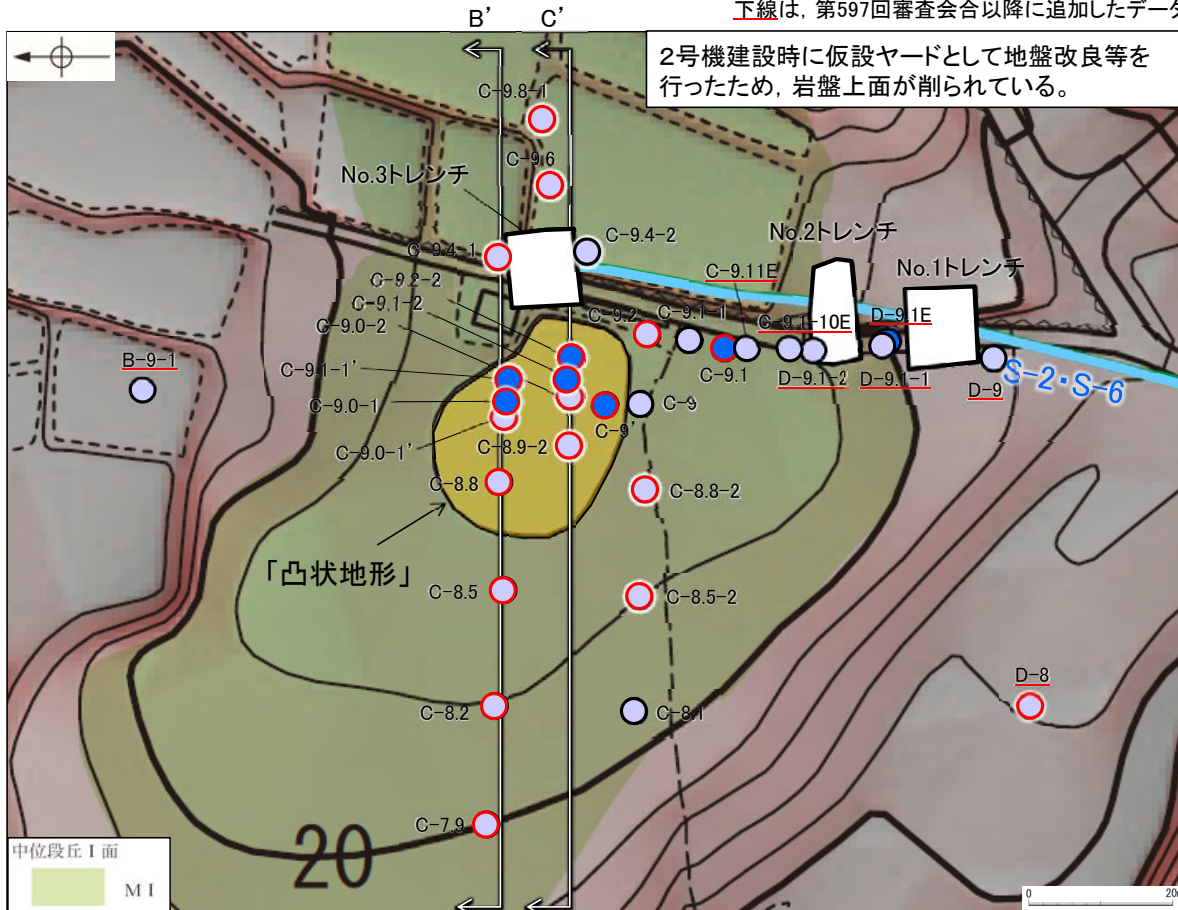 下線は，第597回審査会合以降に追加したデータ
B’ C’
2号機建設時に仮設ヤードとして地盤改良等を
行ったため，岩盤上面が削られている。
C-9.8-1
C-9.6
No.3トレンチ
C-9.4-1
C-9.4-2
No.2トレンチ
No.1トレンチ
C-9.2-2
C-9.11E
C-9.1-2
C-9.2
C-9.1-1
C-9.1-10E
D-9.1E
C-9.0-2
B-9-1
C-9.1-1’
C-9.1
D-9.1-2
D-9.1-1
D-9
S-2・S-6
C-9.0-1
C-9’
C-9
C-9.0-1’
C-8.9-2
C-8.8
C-8.8-2
「凸状地形」
C-8.5
C-8.5-2
C-8.2
C-8.1
D-8
C-7.9
20
中位段丘Ⅰ面
MⅠ
0 20